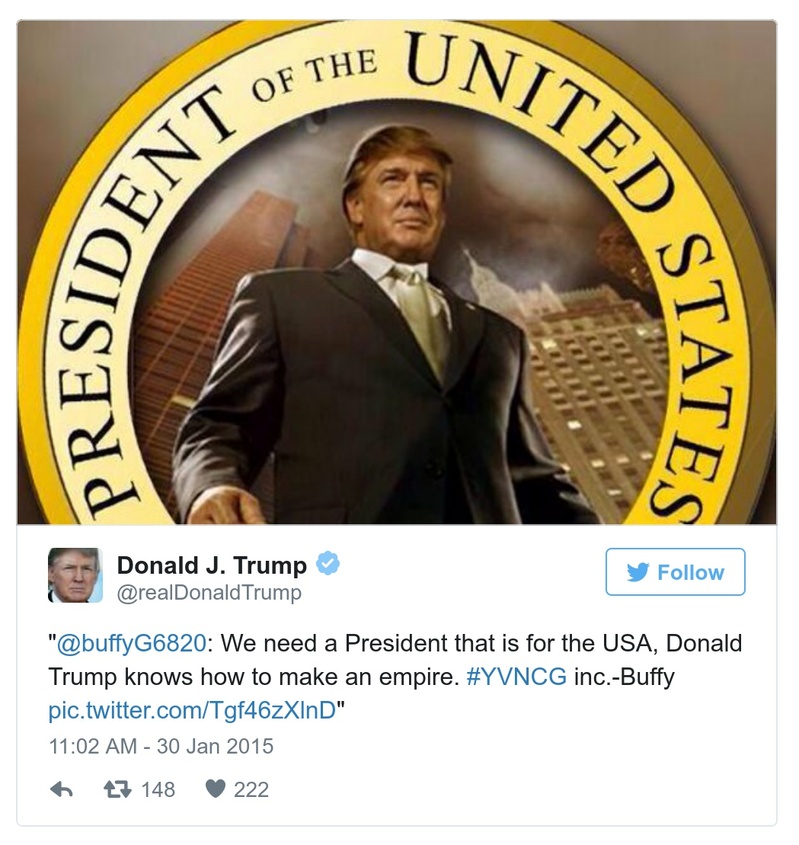 PRESIDENT OF THE UNITED STATES
Donald J. Trump
@realDonaldTrump
Follow
"@buffyG6820: We need a President that is for the USA, Donald
Trump knows how to make an empire. #YVNCG inc.-Buffy
pic.twitter.com/Tgf46zXlnD"
11:02 AM - 30 Jan 2015
148 222